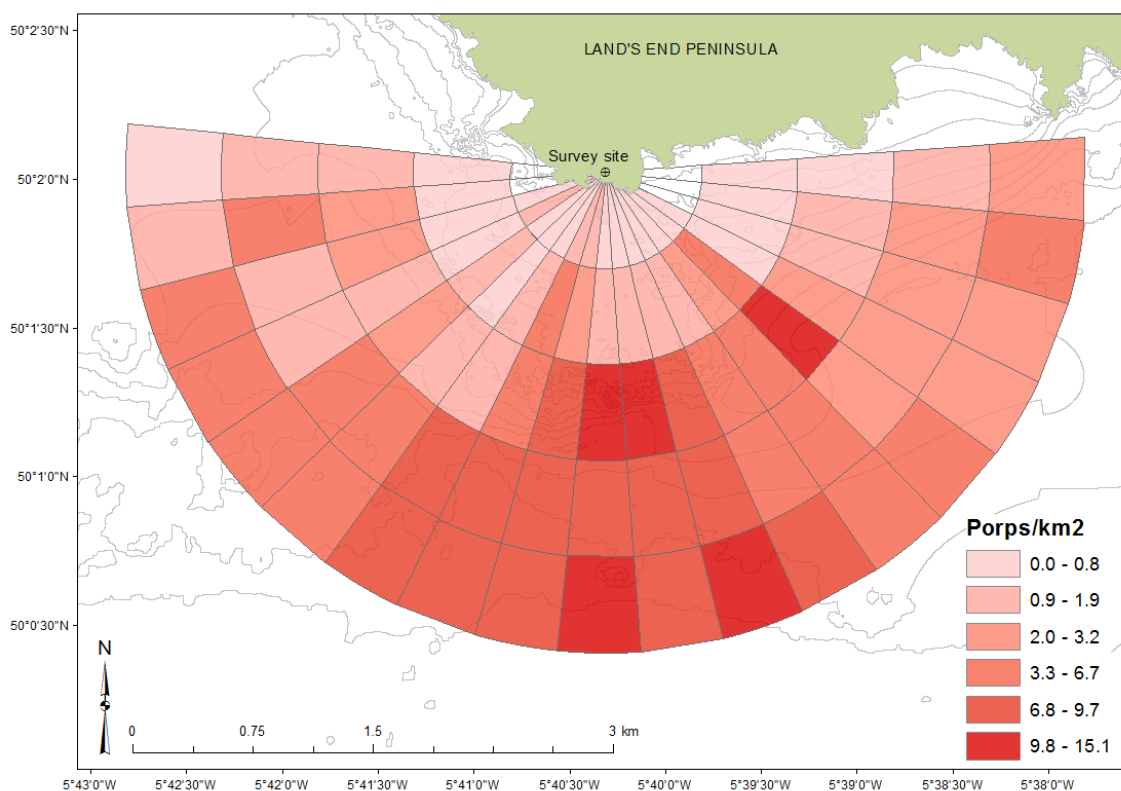 50°2'30"N
LAND'S END PENINSULA
Survey site
50°2'0"N
50°1'30"N
50°1'0"N
50°0'30"N
Porps/km2
0.0 - 0.8
0.9 - 1.9
2.0 - 3.2
3.3 - 6.7
6.8 - 9.7
9.8 - 15.1
N
0 0.75 1.5 3 km
5°43'0"W 5°42'30"W 5°42'0"W 5°41'30"W 5°41'0"W 5°40'30"W 5°40'0"W 5°39'30"W 5°39'0"W 5°38'30"W 5°38'0"W